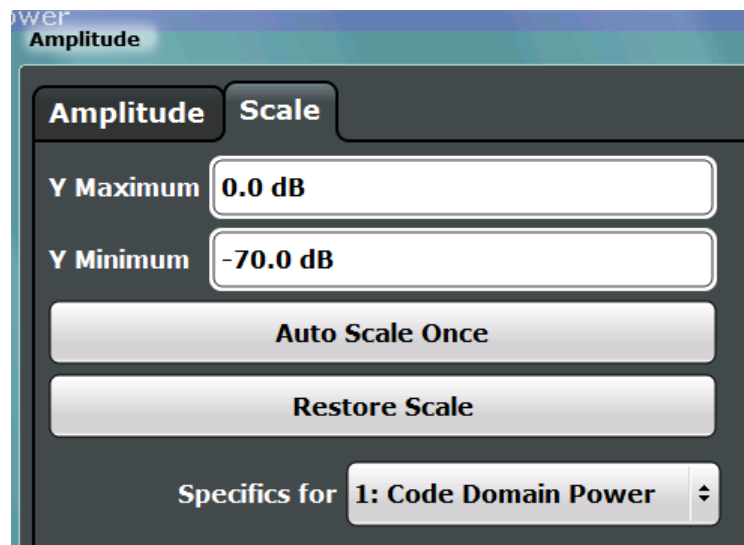 ower
Amplitude
Amplitude Scale
Y Maximum 0.0 dB
Y Minimum -70.0 dB
Auto Scale Once
Restore Scale
Specifics for 1: Code Domain Power